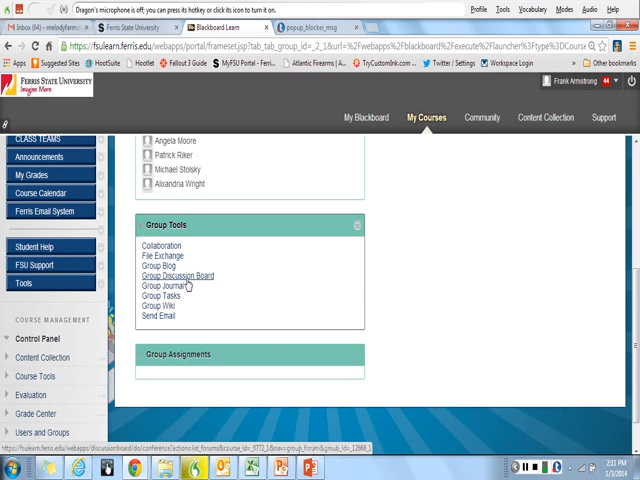 Dragon's microphone is off; you can press its hotkey or click its icon to turn it on.
Profile Tools Vocabulary Modes Audio Help
Inbox (0) - melodyfarms
Ferris State University
Blackboard Learn
popup_blocker_msg
https://fsulearn.ferris.edu/webapps/portal/frameset.jsp?tab_tab_group_id=_2_1&url=%2Fwebapps%2Fblackboard%2Fexecute%2Flauncher%3Ftype%3DCourse
Apps Suggested Sites HootSuite Hootlet Fallout 3 Guide MyFSU Portal - Ferris... Atlantic Firearms | ... TryCustomInk.com Twitter / Settings Workspace Login Other bookmarks
FERRIS STATE UNIVERSITY
Imagine More
Frank Armstrong 44
My Blackboard My Courses Community Content Collection Support
CLASS TEAMS
Announcements
My Grades
Course Calendar
Ferris Email System
Student Help
FSU Support
Tools
COURSE MANAGEMENT
Control Panel
Content Collection
Course Tools
Evaluation
Grade Center
Users and Groups
Angela Moore
Patrick Riker
Michael Stolsky
Alixandria Wright
Group Tools
Collaboration
File Exchange
Group Blog
Group Discussion Board
Group Journal
Group Tasks
Group Wiki
Send Email
Group Assignments
https://fsulearn.ferris.edu/webapps/discussionboard/do/conference?action=list_forums&course_id=_8772_1&nav=group_forum&group_id=_12668_1
2:11 PM
1/3/2014